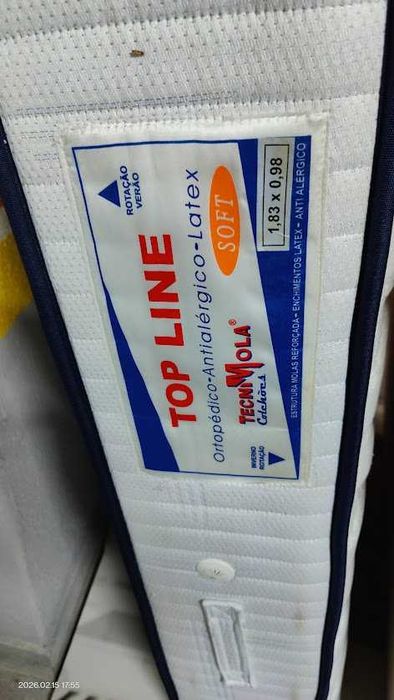 ROTAÇÃO
VERÃO
TOP LINE
Ortopédico-Antialérgico-Latex
SOFT
TECNIMOLA®
Colchões
1,83 x 0,98
INVERNO
ROTAÇÃO
ESTRUTURA MOLAS REFORÇADA - ENCHIMENTOS LATEX - ANTI ALÉRGICO
2026.02.15 17:55